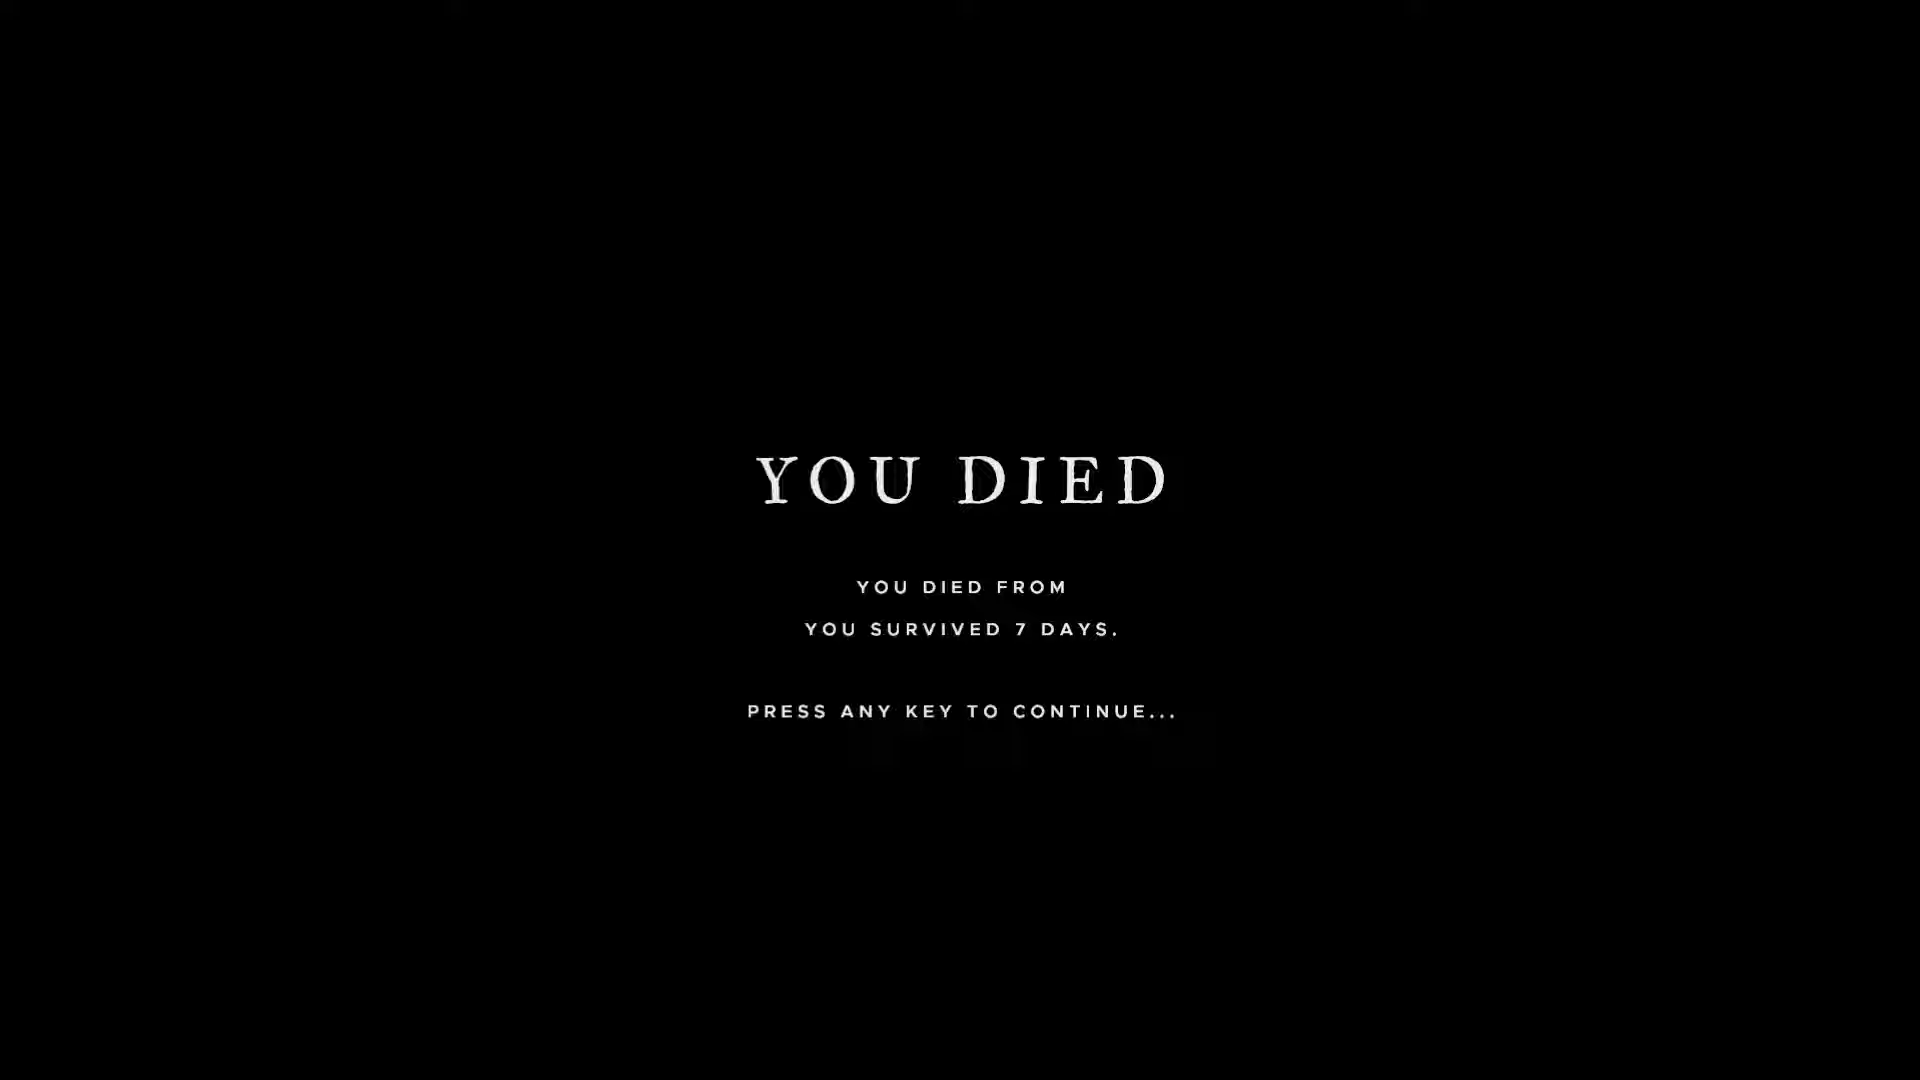 YOU DIED
YOU DIED FROM
YOU SURVIVED 7 DAYS.
PRESS ANY KEY TO CONTINUE...